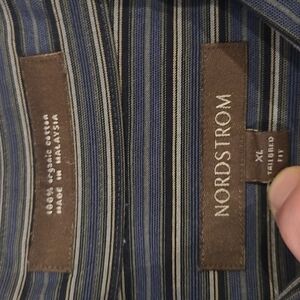 100% organic cotton
MADE IN MALAYSIA
NORDSTROM
XL
TAILORED
FIT